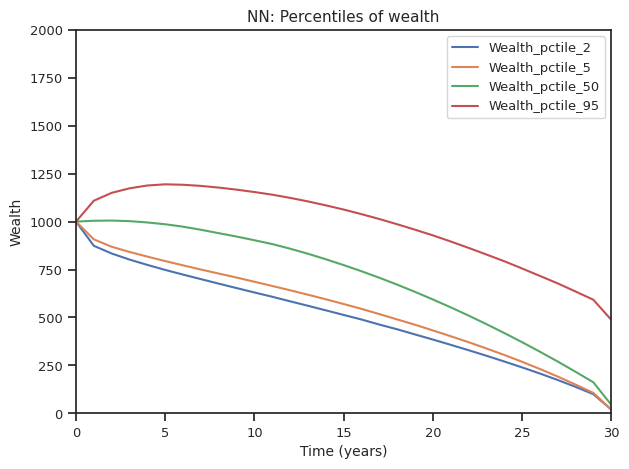 NN: Percentiles of wealth
2000
1750
1500
1250
1000
750
500
250
0
Wealth
Wealth_pctile_2
Wealth_pctile_5
Wealth_pctile_50
Wealth_pctile_95
0 5 10 15 20 25 30
Time (years)